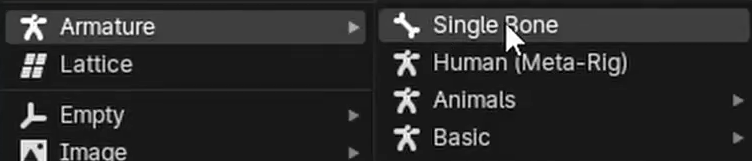 Armature
Lattice
Empty
Image
Single Bone
Human (Meta-Rig)
Animals
Basic